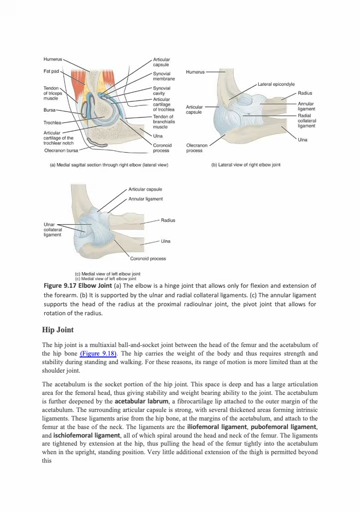 Humerus
Fat pad
Tendon
of triceps
muscle
Bursa
Trochlea
Articular
cartilage of the
trochlear notch
Olecranon bursa
Articular
capsule
Synovial
membrane
Synovial
cavity
Articular
cartilage
of trochlea
Tendon of
branchialis
muscle
Ulna
Coronoid
process
(a) Medial sagittal section through right elbow (lateral view)
Humerus
Articular
capsule
Olecranon
process
Lateral epicondyle
Radius
Annular
ligament
Radial
collateral
ligament
Ulna
(b) Lateral view of right elbow joint
Articular capsule
Annular ligament
Ulnar
collateral
ligament
Radius
Ulna
Coronoid process
(c) Medial view of left elbow joint
(c) Medial view of left elbow joint
Figure 9.17 Elbow Joint (a) The elbow is a hinge joint that allows only for flexion and extension of
the forearm. (b) It is supported by the ulnar and radial collateral ligaments. (c) The annular ligament
supports the head of the radius at the proximal radioulnar joint, the pivot joint that allows for
rotation of the radius.
Hip Joint
The hip joint is a multiaxial ball-and-socket joint between the head of the femur and the acetabulum of
the hip bone (Figure 9.18). The hip carries the weight of the body and thus requires strength and
stability during standing and walking. For these reasons, its range of motion is more limited than at the
shoulder joint.
The acetabulum is the socket portion of the hip joint. This space is deep and has a large articulation
area for the femoral head, thus giving stability and weight bearing ability to the joint. The acetabulum
is further deepened by the acetabular labrum, a fibrocartilage lip attached to the outer margin of the
acetabulum. The surrounding articular capsule is strong, with several thickened areas forming intrinsic
ligaments. These ligaments arise from the hip bone, at the margins of the acetabulum, and attach to the
femur at the base of the neck. The ligaments are the iliofemoral ligament, pubofemoral ligament,
and ischiofemoral ligament, all of which spiral around the head and neck of the femur. The ligaments
are tightened by extension at the hip, thus pulling the head of the femur tightly into the acetabulum
when in the upright, standing position. Very little additional extension of the thigh is permitted beyond
this